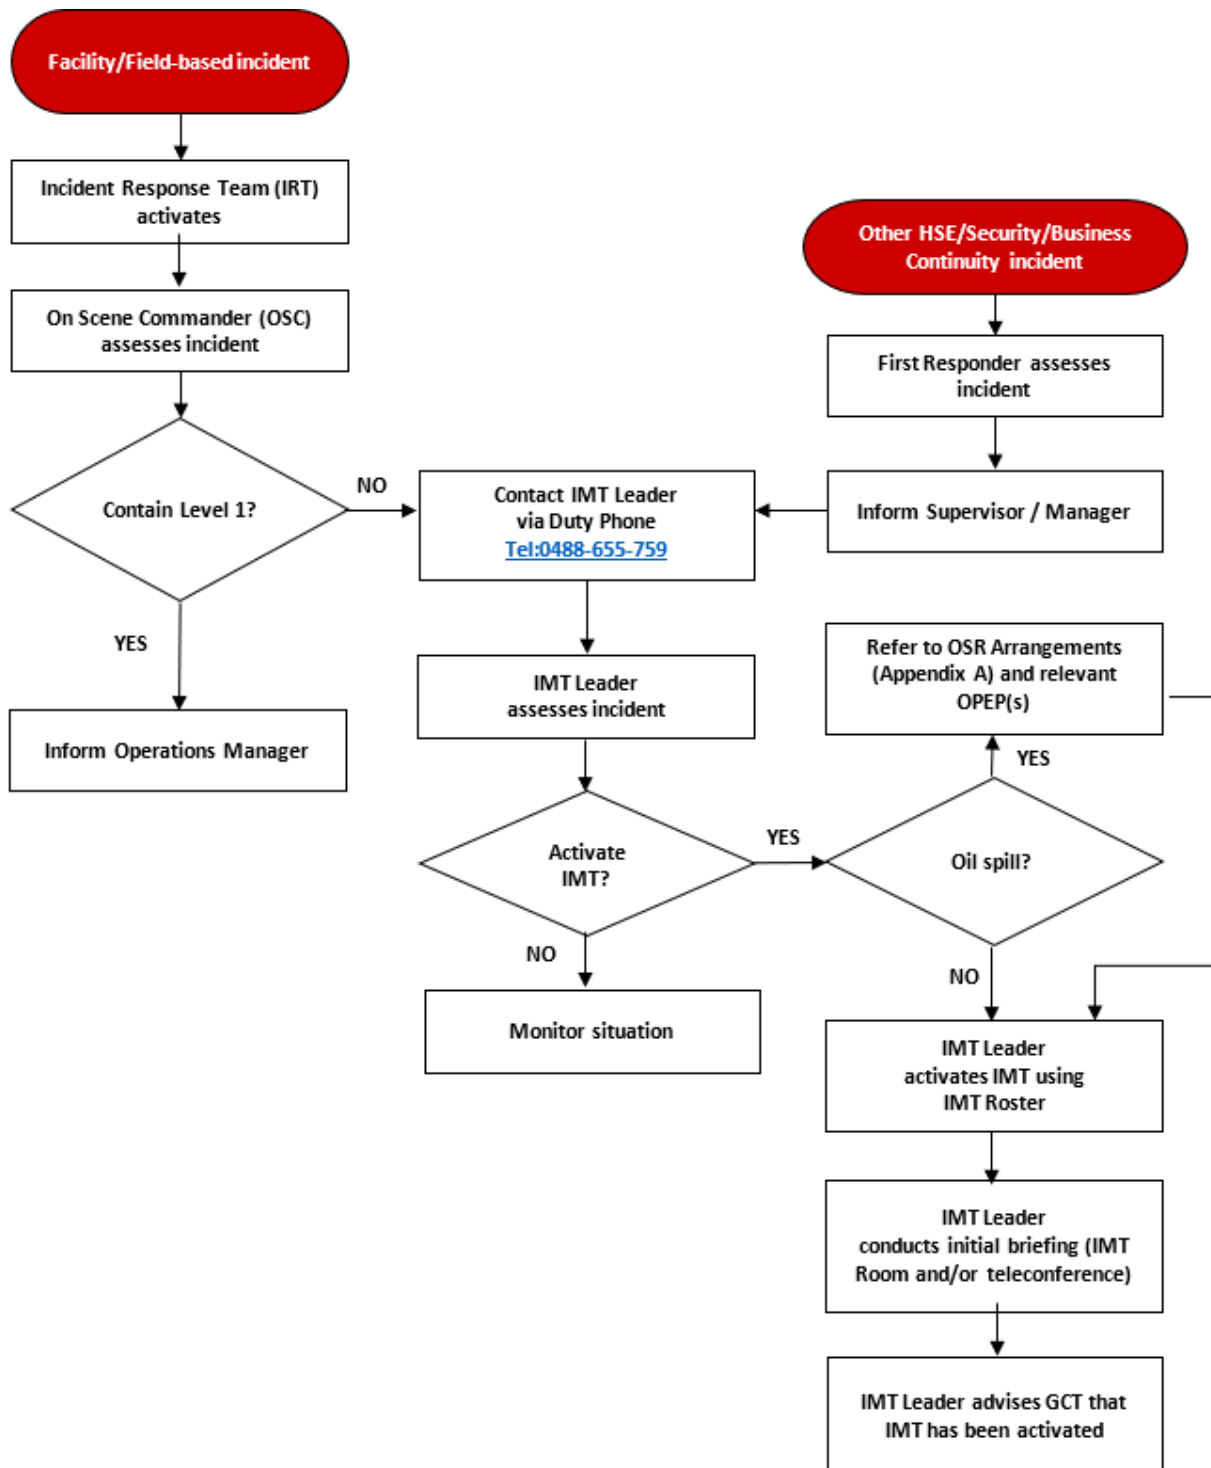 Facility/Field-based incident
Incident Response Team (IRT)
activates
On Scene Commander (OSC)
assesses incident
Contain Level 1?
NO
YES
Inform Operations Manager
Other HSE/Security/Business
Continuity incident
First Responder assesses
incident
Inform Supervisor / Manager
Contact IMT Leader
via Duty Phone
Tel:0488-655-759
IMT Leader
assesses incident
Activate
IMT?
YES
NO
Monitor situation
Refer to OSR Arrangements
(Appendix A) and relevant
OPEP(s)
YES
Oil spill?
NO
IMT Leader
activates IMT using
IMT Roster
IMT Leader
conducts initial briefing (IMT
Room and/or teleconference)
IMT Leader advises GCT that
IMT has been activated